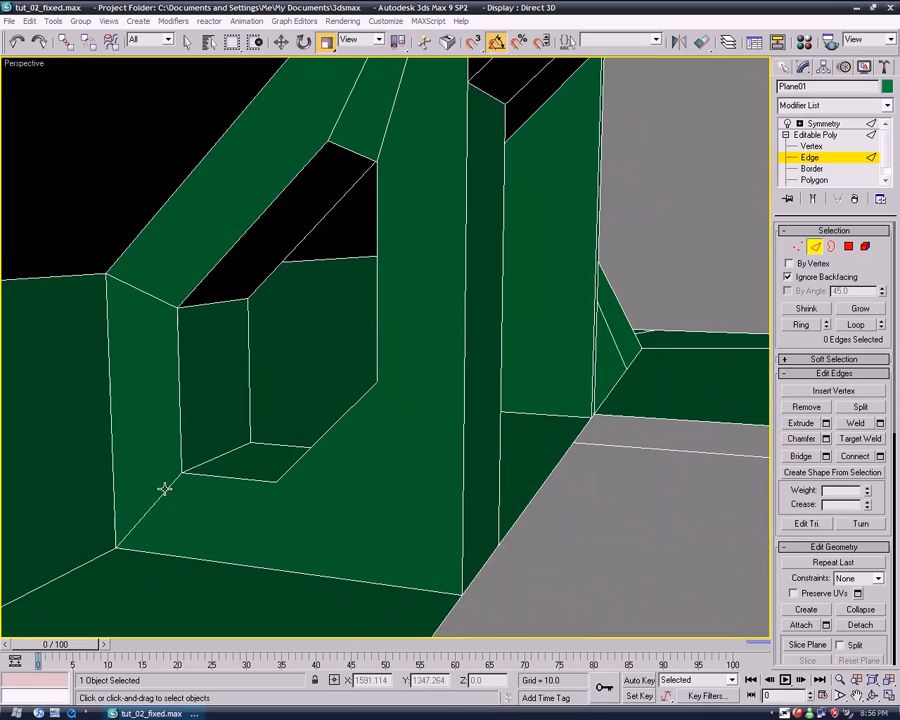 tut_02_fixed.max - Project Folder: C:\Documents and Settings\Me\My Documents\3dsmax - Autodesk 3ds Max 9 SP2 - Display : Direct 3D
File Edit Tools Group Views Create Modifiers reactor Animation Graph Editors Rendering Customize MAXScript Help
All View View
Perspective
Plane01
Modifier List
Symmetry
Editable Poly
Vertex
Edge
Border
Polygon
Selection
By Vertex
Ignore Backfacing
By Angle: 45.0
Shrink Grow
Ring Loop
0 Edges Selected
Soft Selection
Edit Edges
Insert Vertex
Remove Split
Extrude Weld
Chamfer Target Weld
Bridge Connect
Create Shape From Selection
Weight:
Crease:
Edit Tri. Turn
Edit Geometry
Repeat Last
Constraints: None
Preserve UVs
Create Collapse
Attach Detach
Slice Plane Split
Slice Reset Plane
0 / 100
0 5 10 15 20 25 30 35 40 45 50 55 60 65 70 75 80 85 90 95 100
1 Object Selected X: 1591.114 Y: 1347.264 Z: 0.0 Grid = 10.0 Auto Key Selected
Click or click-and-drag to select objects Add Time Tag Set Key Key Filters... 0
start tut_02_fixed.max ... 8:56 PM